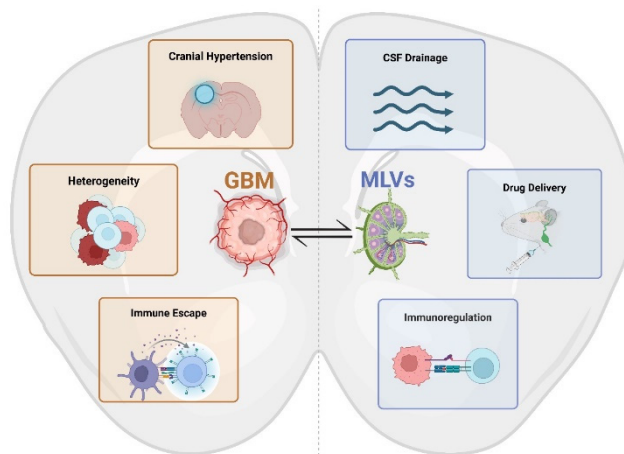 Cranial Hypertension
CSF Drainage
Heterogeneity
GBM
MLVs
Drug Delivery
Immune Escape
Immunoregulation